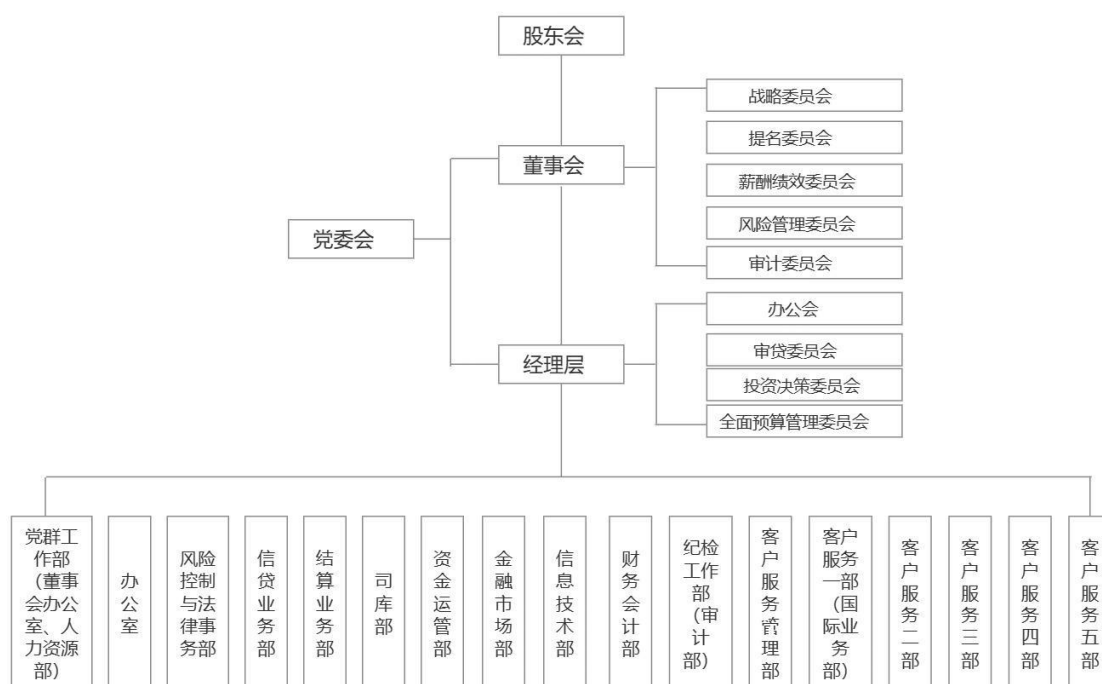 股东会
战略委员会
提名委员会
董事会
薪酬绩效委员会
风险管理委员会
党委会
审计委员会
办公会
审贷委员会
经理层
投资决策委员会
全面预算管理委员会
党群工
作部
（董事
会办公
室、人
力资源
部）
办公室
风险
控制
与法
律事
务部
信贷业务部
结算业务部
司库部
资金运管部
金融市场部
信息技术部
财务会计部
纪检
工作
部
（审
计
部）
客户服务管理部
客户
服务
一部
（国
际业
务
部）
客户服务二部
客户服务三部
客户服务四部
客户服务五部